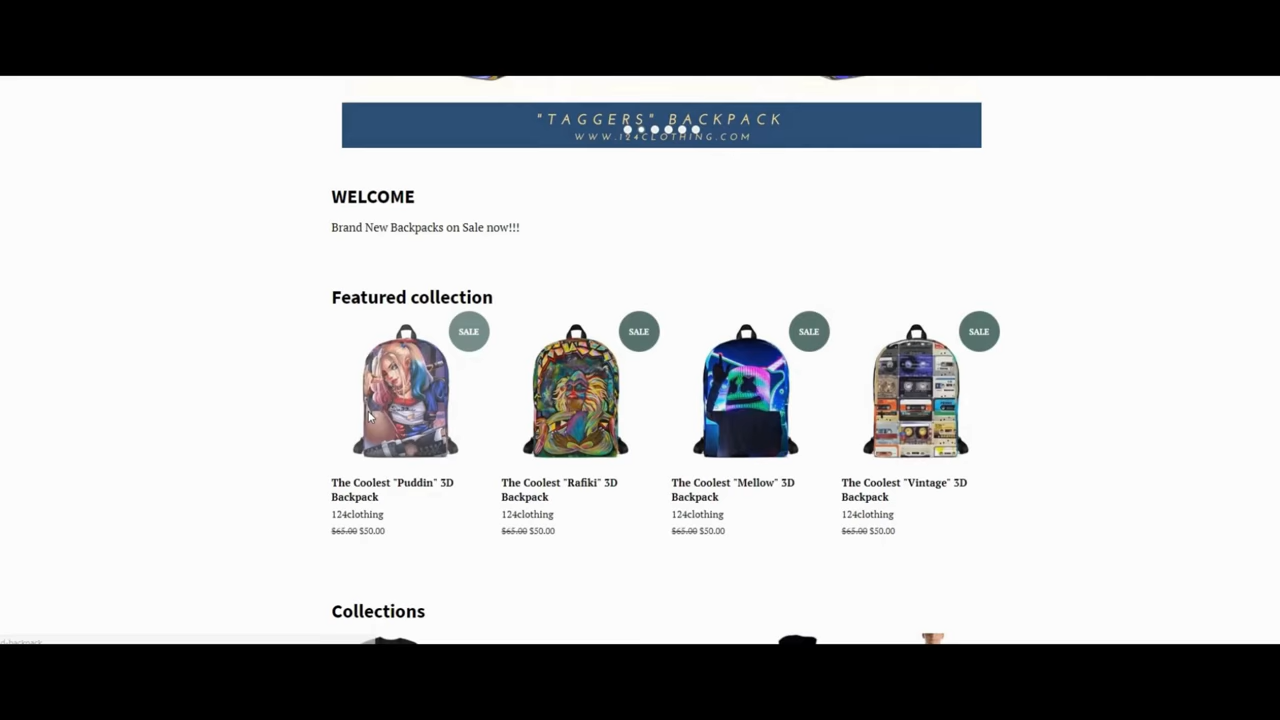 "TAGGERS" BACKPACK
WWW.124CLOTHING.COM
WELCOME
Brand New Backpacks on Sale now!!!
Featured collection
SALE SALE SALE SALE
The Coolest "Puddin" 3D
Backpack
124clothing
$65.00 $50.00
The Coolest "Rafiki" 3D
Backpack
124clothing
$65.00 $50.00
The Coolest "Mellow" 3D
Backpack
124clothing
$65.00 $50.00
The Coolest "Vintage" 3D
Backpack
124clothing
$65.00 $50.00
Collections
d-backpack